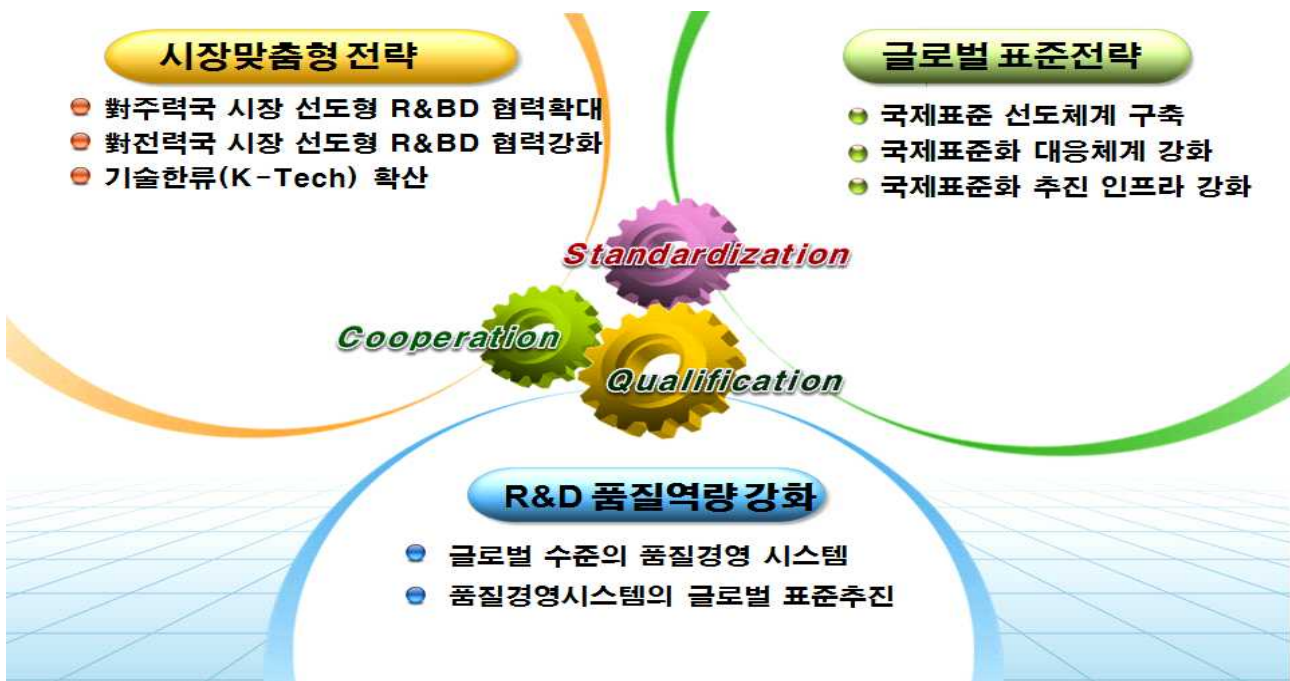 시장맞춤형 전략
對주력국 시장 선도형 R&BD 협력확대
對전력국 시장 선도형 R&BD 협력강화
기술한류(K-Tech) 확산
글로벌 표준전략
국제표준 선도체계 구축
국제표준화 대응체계 강화
국제표준화 추진 인프라 강화
Standardization
Cooperation
Qualification
R&D 품질역량 강화
글로벌 수준의 품질경영 시스템
품질경영시스템의 글로벌 표준추진